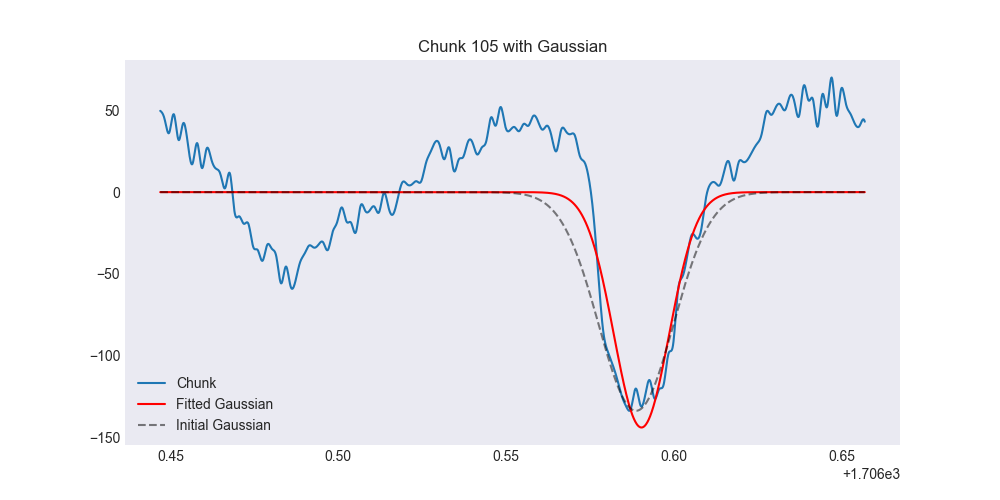 Chunk 105 with Gaussian
50
0
−50
−100
−150
Chunk
Fitted Gaussian
Initial Gaussian
0.45 0.50 0.55 0.60 0.65
+1.706e3